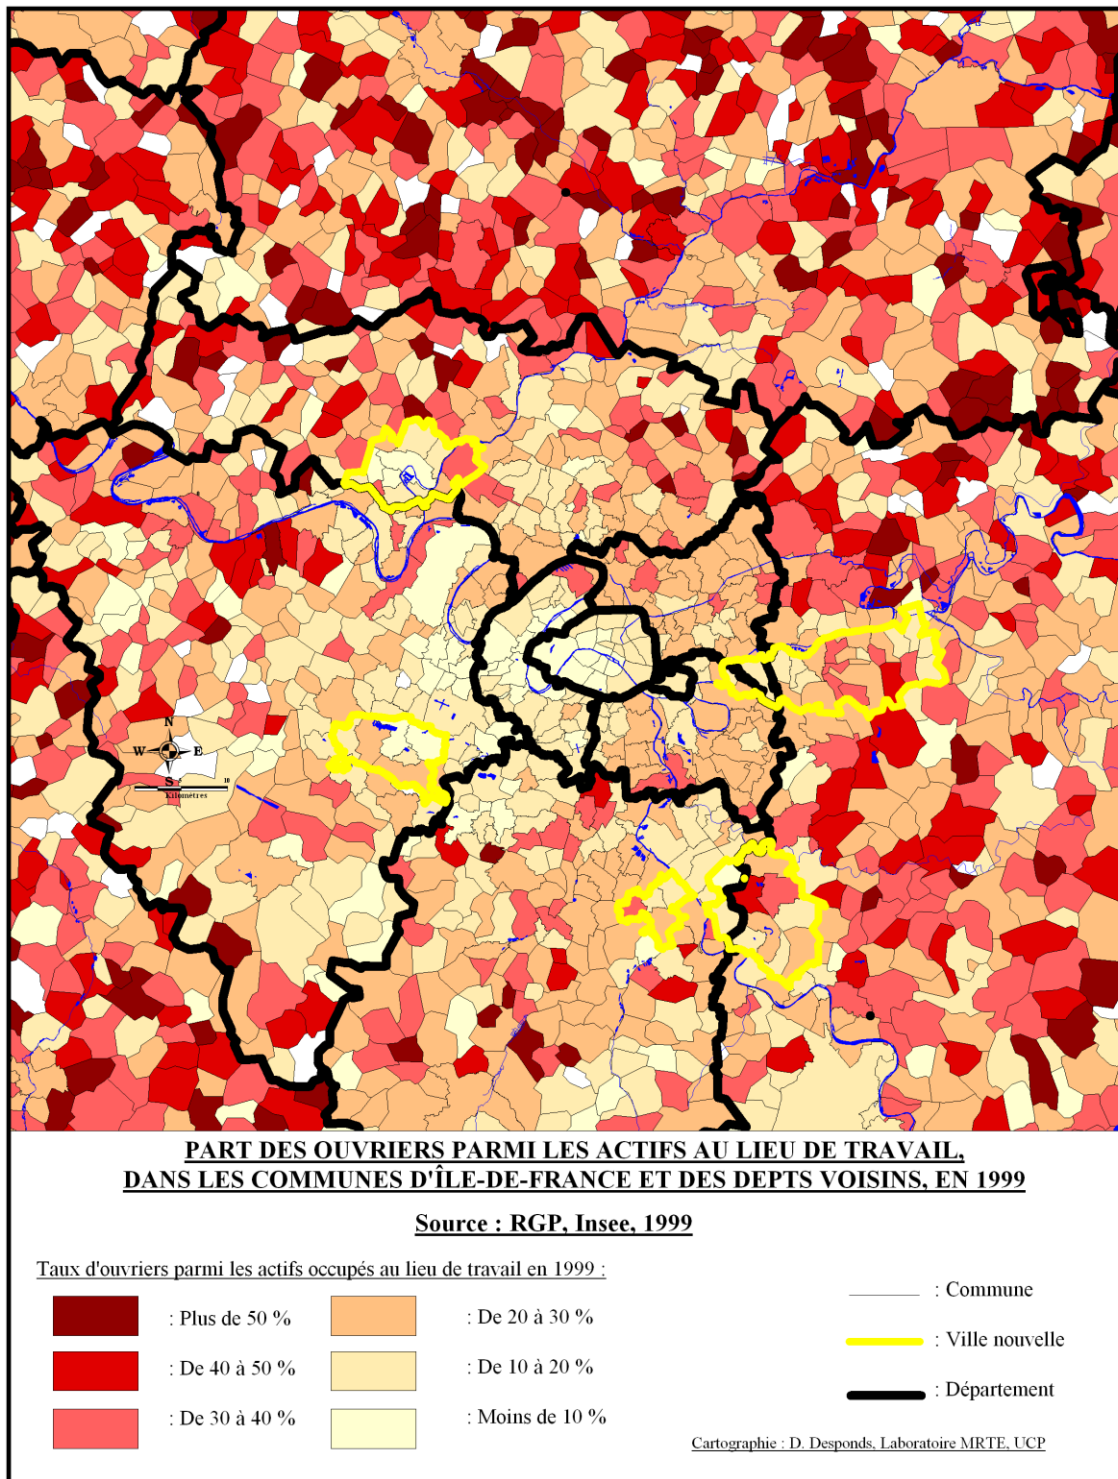 N
W E
S
5 10
Kilomètres
PART DES OUVRIERS PARMI LES ACTIFS AU LIEU DE TRAVAIL,
DANS LES COMMUNES D'ÎLE-DE-FRANCE ET DES DEPTS VOISINS, EN 1999
Source : RGP, Insee, 1999
Taux d'ouvriers parmi les actifs occupés au lieu de travail en 1999 :
: Plus de 50 %
: De 40 à 50 %
: De 30 à 40 %
: De 20 à 30 %
: De 10 à 20 %
: Moins de 10 %
: Commune
: Ville nouvelle
: Département
Cartographie : D. Desponds, Laboratoire MRTE, UCP